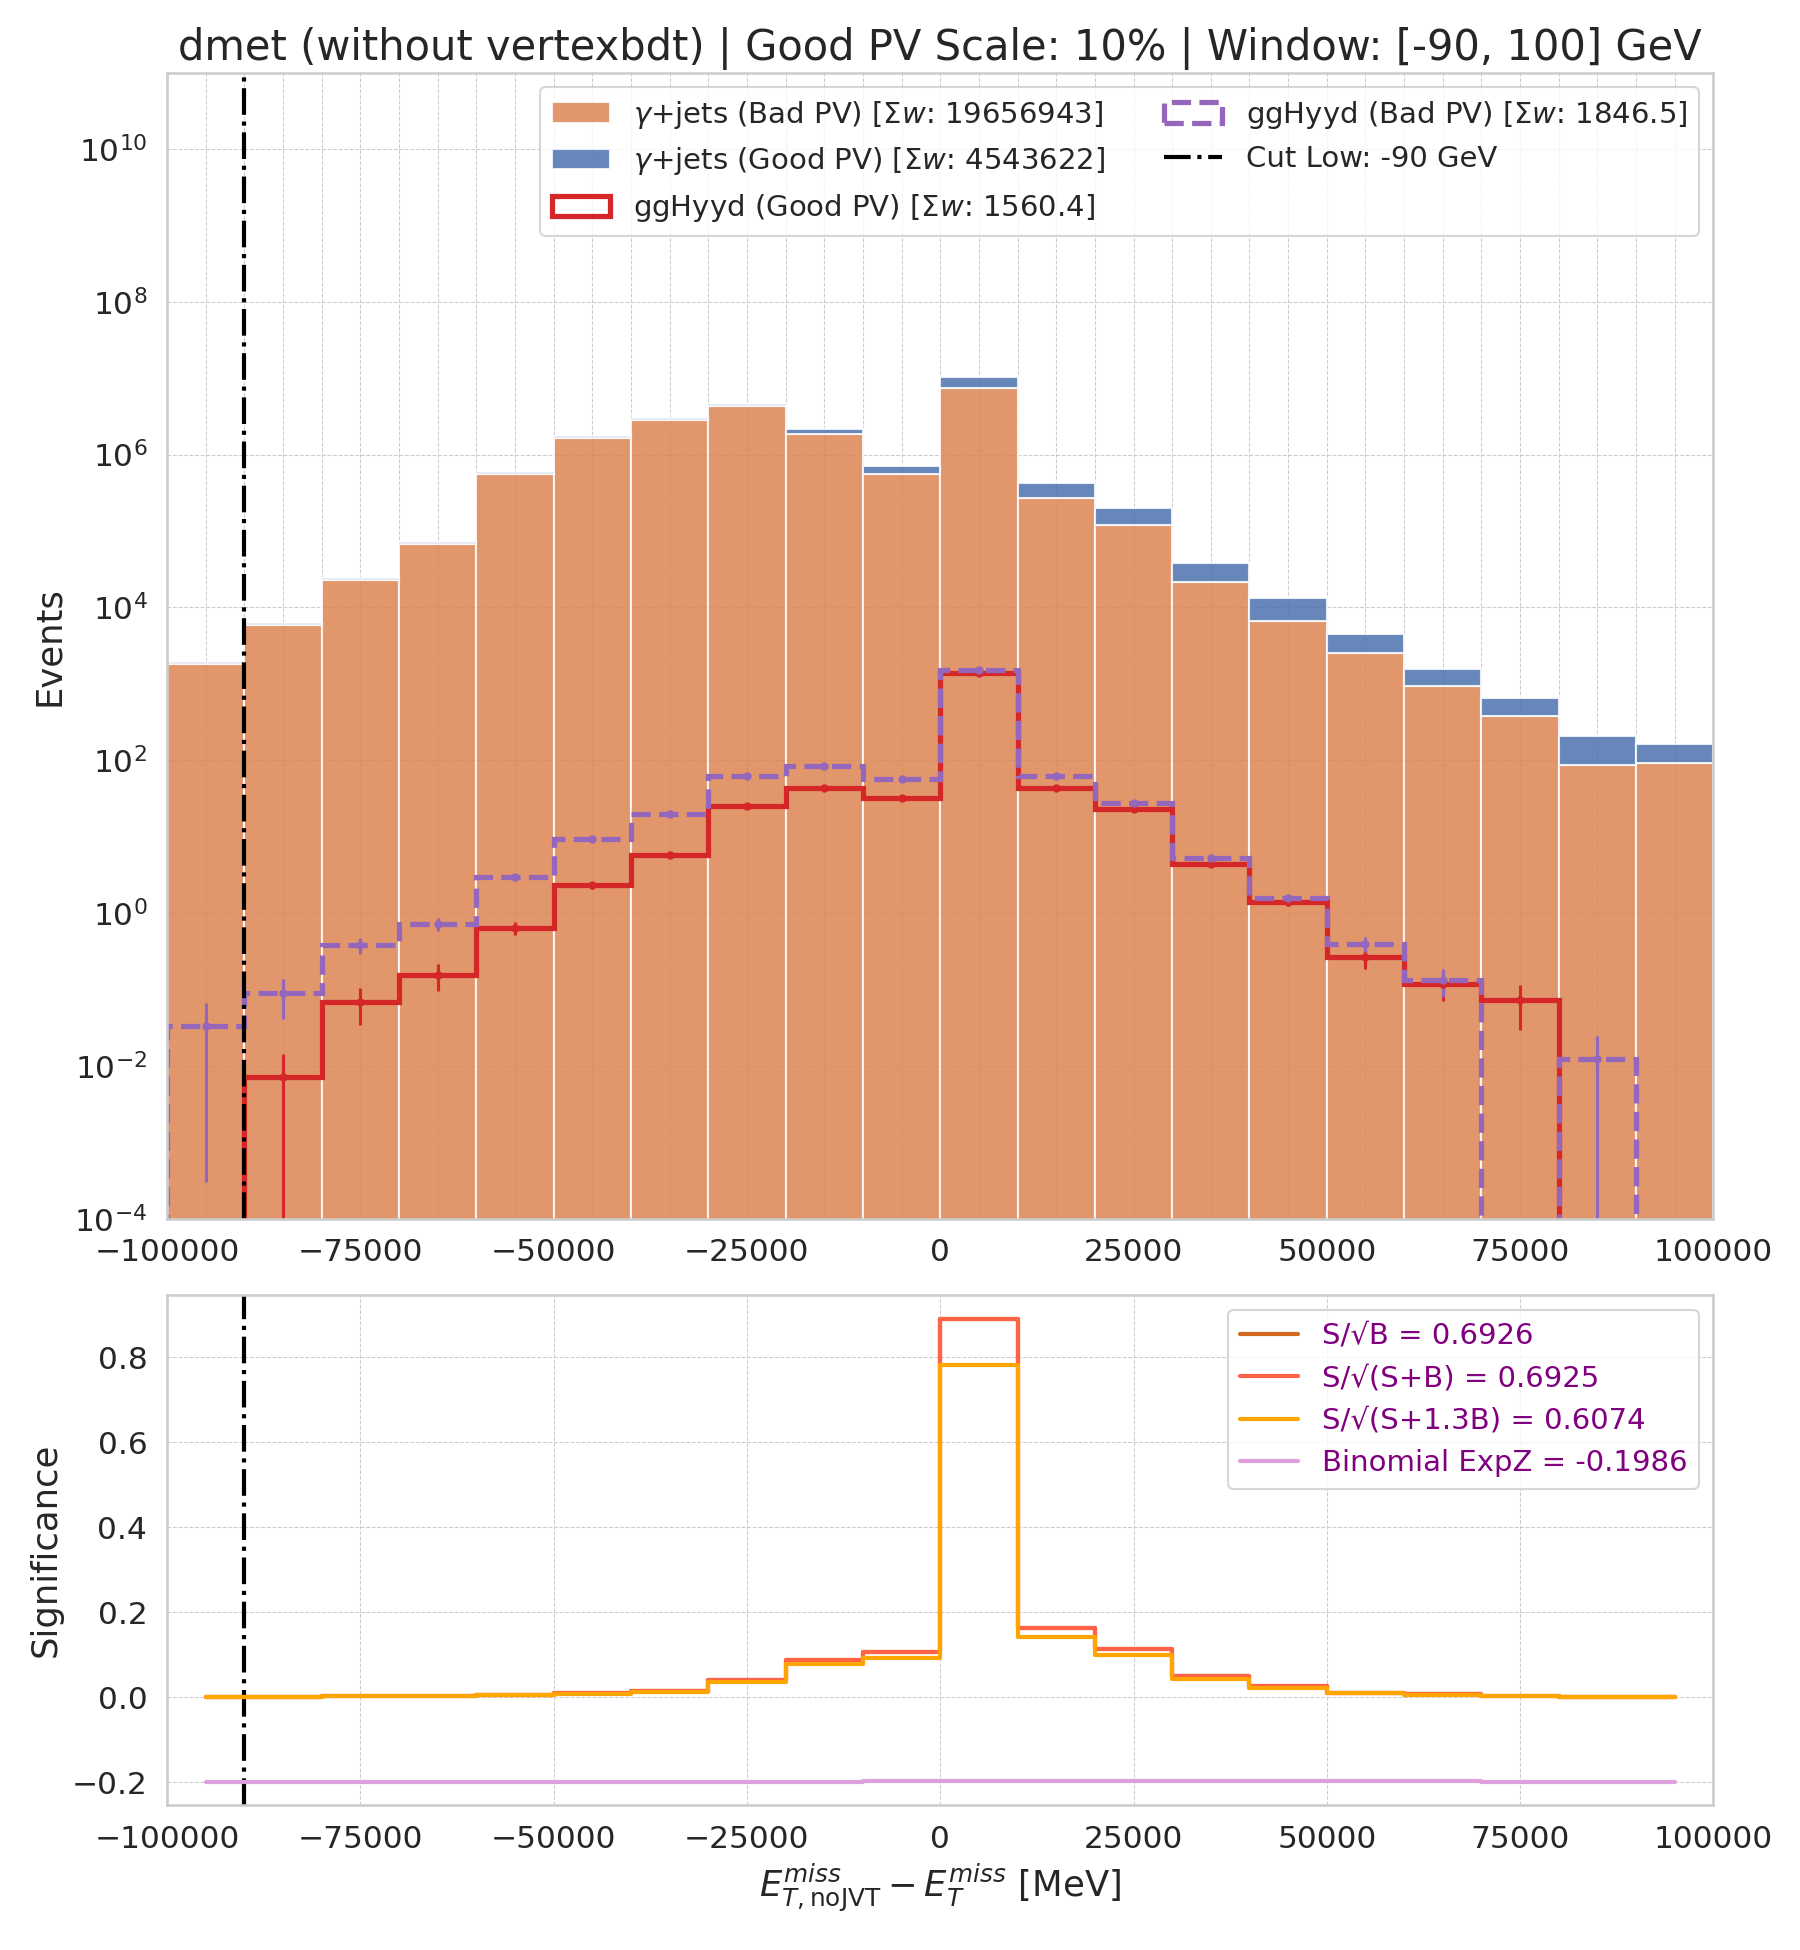 dmet (without vertexbdt) | Good PV Scale: 10% | Window: [-90, 100] GeV
γ+jets (Bad PV) [Σw: 19656943]
γ+jets (Good PV) [Σw: 4543622]
ggHyyd (Good PV) [Σw: 1560.4]
ggHyyd (Bad PV) [Σw: 1846.5]
Cut Low: -90 GeV
Events
10^10
10^8
10^6
10^4
10^2
10^0
10^−2
10^−4
−100000 −75000 −50000 −25000 0 25000 50000 75000 100000
Significance
0.8
0.6
0.4
0.2
0.0
−0.2
S/√B = 0.6926
S/√(S+B) = 0.6925
S/√(S+1.3B) = 0.6074
Binomial ExpZ = -0.1986
−100000 −75000 −50000 −25000 0 25000 50000 75000 100000
E_{T, noJVT}^{miss} − E_T^{miss} [MeV]